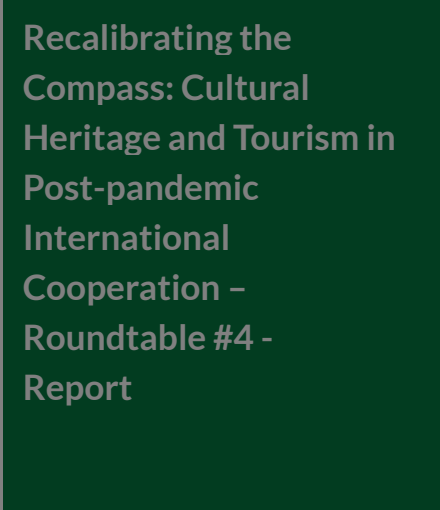 Recalibrating the
Compass: Cultural
Heritage and Tourism in
Post-pandemic
International
Cooperation –
Roundtable #4 -
Report